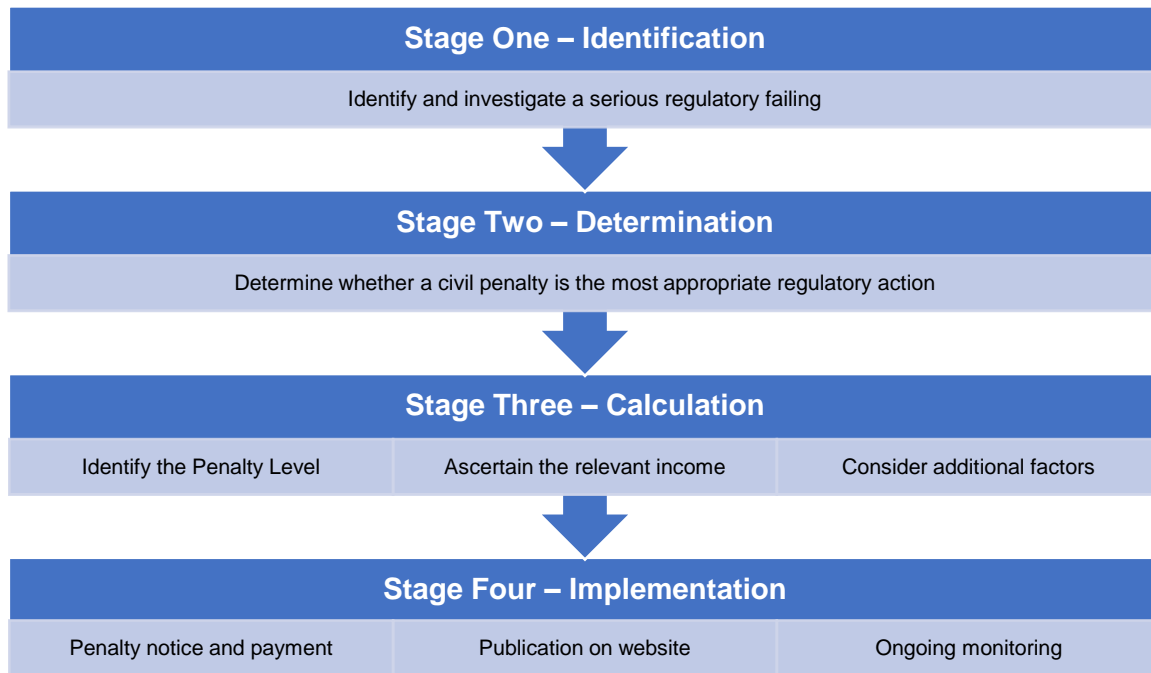 Stage One – Identification
Identify and investigate a serious regulatory failing
Stage Two – Determination
Determine whether a civil penalty is the most appropriate regulatory action
Stage Three – Calculation
Identify the Penalty Level
Ascertain the relevant income
Consider additional factors
Stage Four – Implementation
Penalty notice and payment
Publication on website
Ongoing monitoring